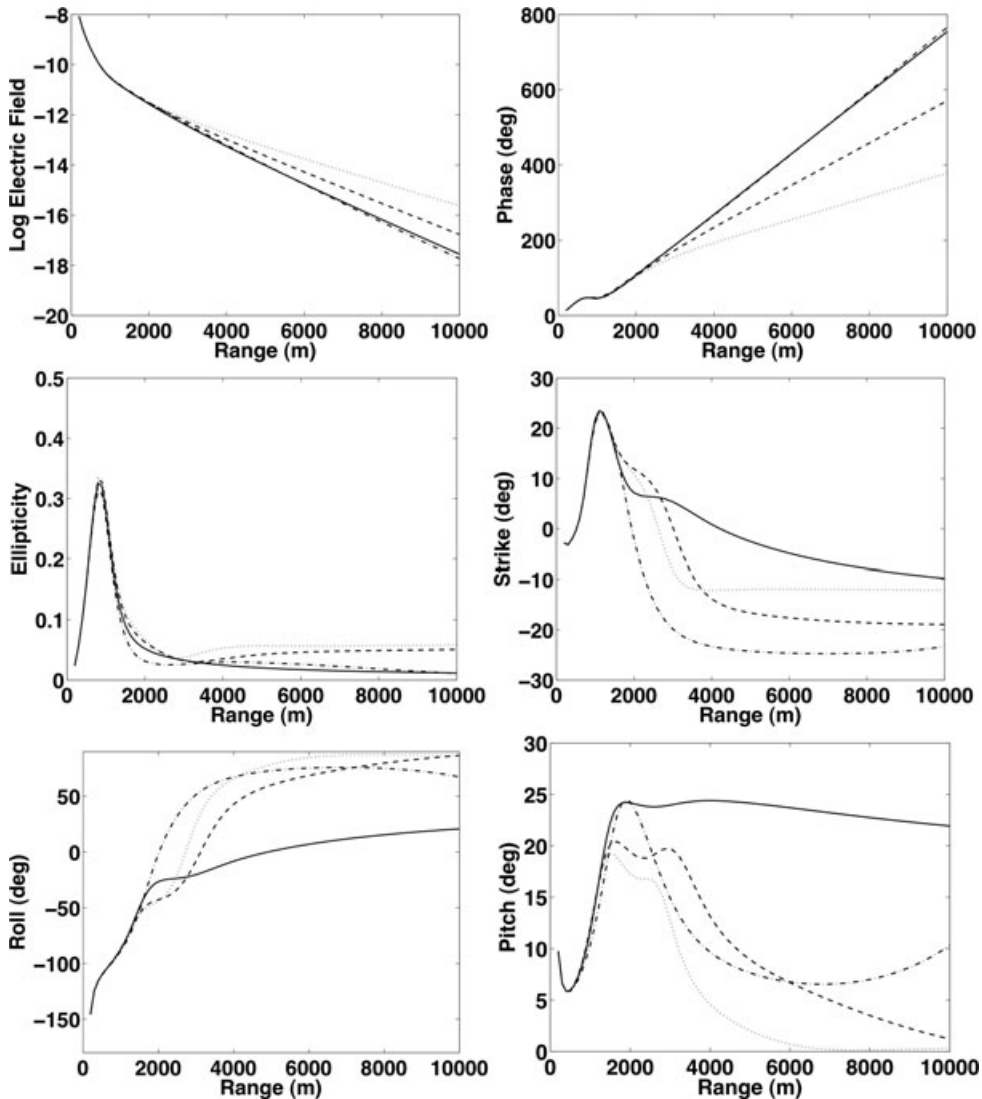 -8
-10
-12
-14
-16
-18
-20
Log Electric Field
0 2000 4000 6000 8000 10000
Range (m)
800
600
400
200
0
Phase (deg)
0 2000 4000 6000 8000 10000
Range (m)
0.5
0.4
0.3
0.2
0.1
0
Ellipticity
0 2000 4000 6000 8000 10000
Range (m)
30
20
10
0
-10
-20
-30
Strike (deg)
0 2000 4000 6000 8000 10000
Range (m)
50
0
-50
-100
-150
Roll (deg)
0 2000 4000 6000 8000 10000
Range (m)
30
25
20
15
10
5
0
Pitch (deg)
0 2000 4000 6000 8000 10000
Range (m)